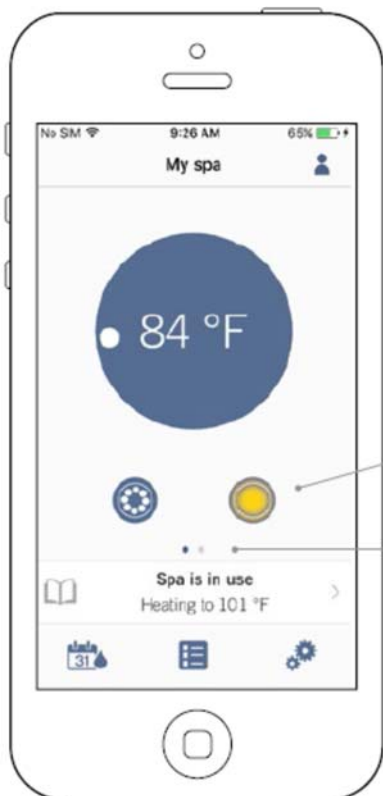 No SIM 9:26 AM 65%
My spa
84 °F
Spa is in use
Heating to 101 °F
31